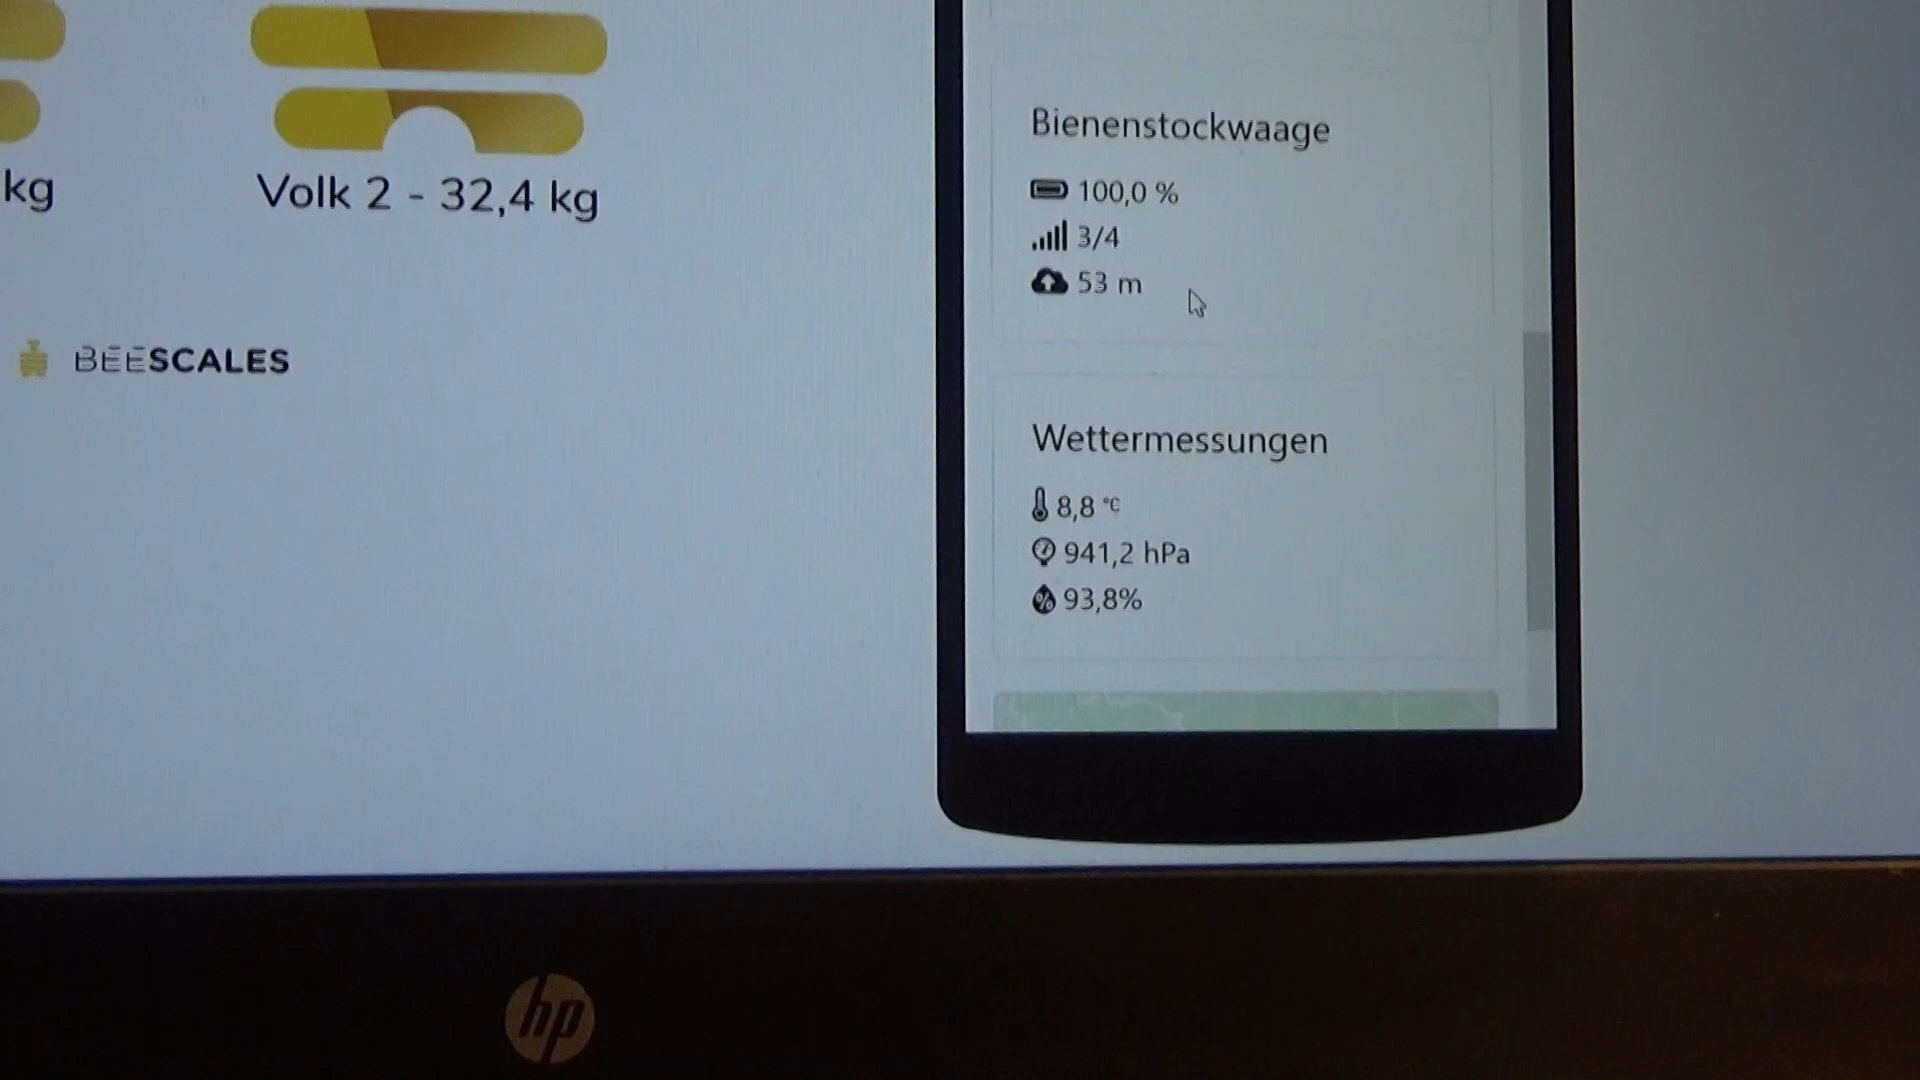 kg
Volk 2 - 32,4 kg
BEESCALES
Bienenstockwaage
100,0 %
3/4
53 m
Wettermessungen
8,8 °C
941,2 hPa
93,8%
hp